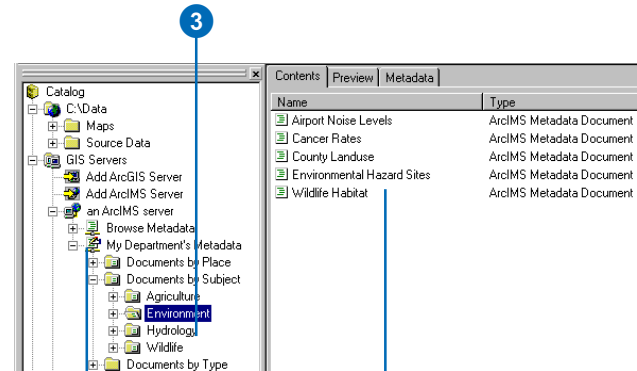 3
Catalog
C:\Data
Maps
Source Data
GIS Servers
Add ArcGIS Server
Add ArcIMS Server
an ArcIMS server
Browse Metadata
My Department's Metadata
Documents by Place
Documents by Subject
Agriculture
Environment
Hydrology
Wildlife
Documents by Type
Contents Preview Metadata
Name Type
Airport Noise Levels ArcIMS Metadata Document
Cancer Rates ArcIMS Metadata Document
County Landuse ArcIMS Metadata Document
Environmental Hazard Sites ArcIMS Metadata Document
Wildlife Habitat ArcIMS Metadata Document